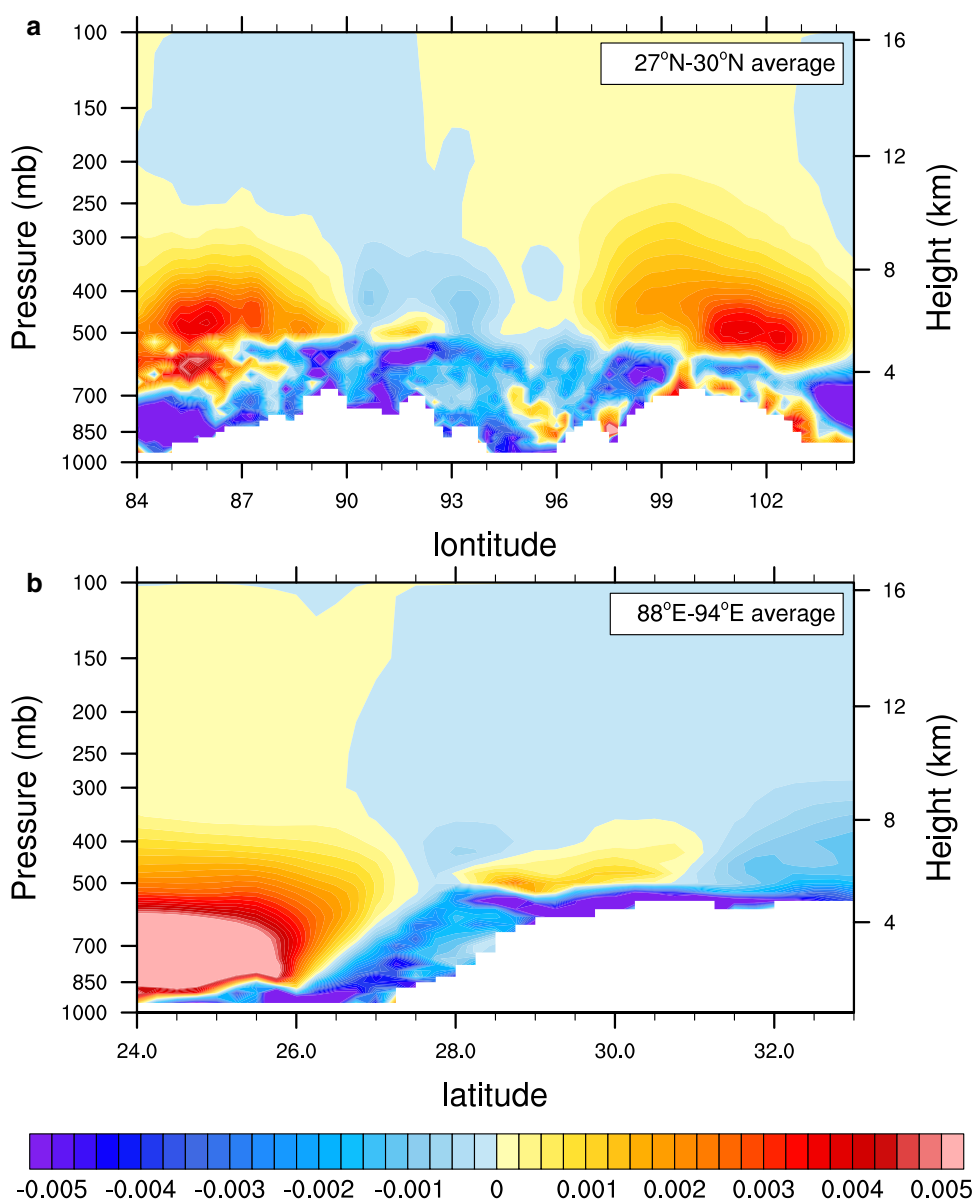 a
27°N-30°N average
100
150
200
250
300
400
500
700
850
1000
Pressure (mb)
16
12
8
4
Height (km)
84 87 90 93 96 99 102
lontitude
b
88°E-94°E average
100
150
200
300
400
500
700
850
1000
Pressure (mb)
16
12
8
4
Height (km)
24.0 26.0 28.0 30.0 32.0
latitude
-0.005 -0.004 -0.003 -0.002 -0.001 0 0.001 0.002 0.003 0.004 0.005